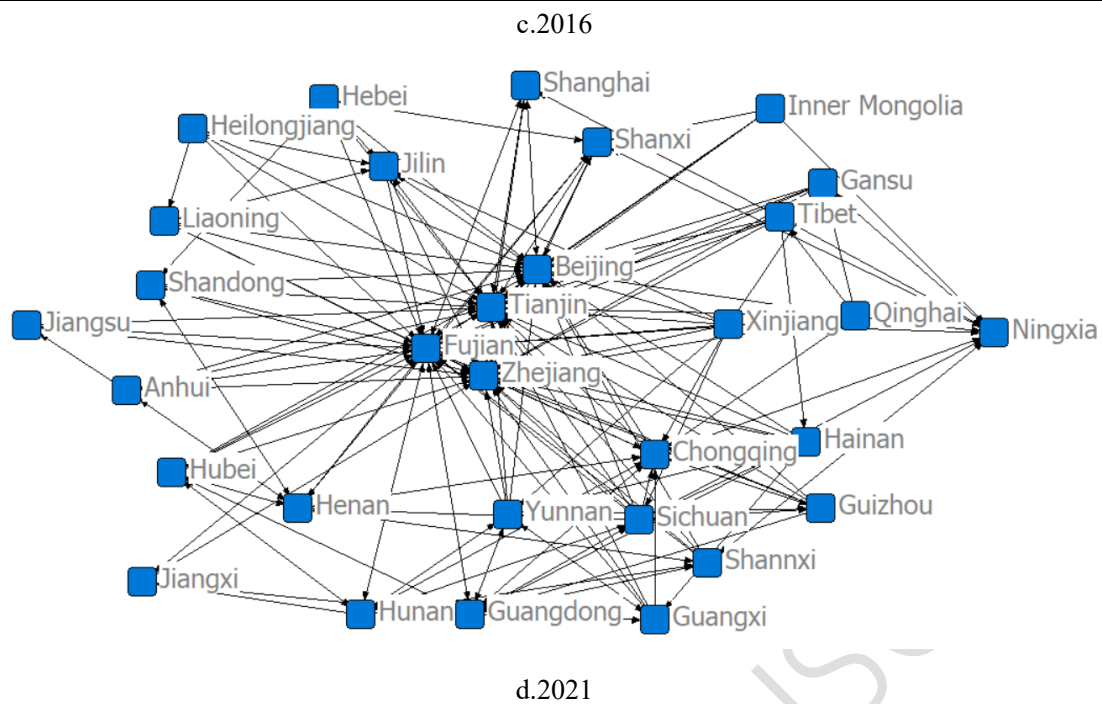 c.2016
Shanghai
Hebei
Inner Mongolia
Heilongjiang
Shanxi
Jilin
Gansu
Liaoning
Tibet
Beijing
Shandong
Tianjin
Qinghai
Jiangsu
Xinjiang
Ningxia
Fujian
Zhejiang
Anhui
Hainan
Chongqing
Hubei
Henan
Yunnan
Sichuan
Guizhou
Shannxi
Jiangxi
Hunan
Guangdong
Guangxi
d.2021